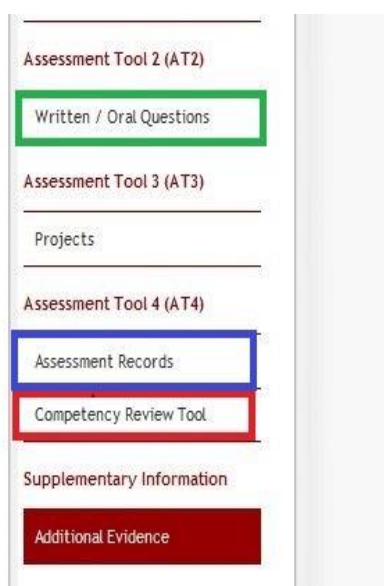 Assessment Tool 2 (AT2)
Written / Oral Questions
Assessment Tool 3 (AT3)
Projects
Assessment Tool 4 (AT4)
Assessment Records
Competency Review Tool
Supplementary Information
Additional Evidence